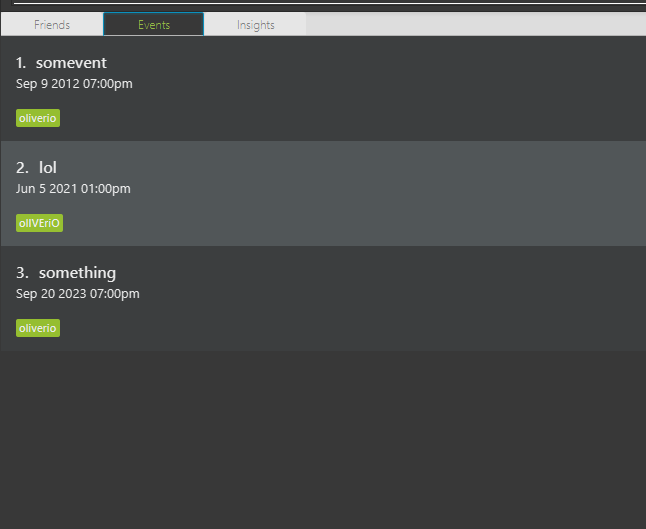 Friends Events Insights
1. somevent
Sep 9 2012 07:00pm
oliverio
2. lol
Jun 5 2021 01:00pm
olIVEriO
3. something
Sep 20 2023 07:00pm
oliverio